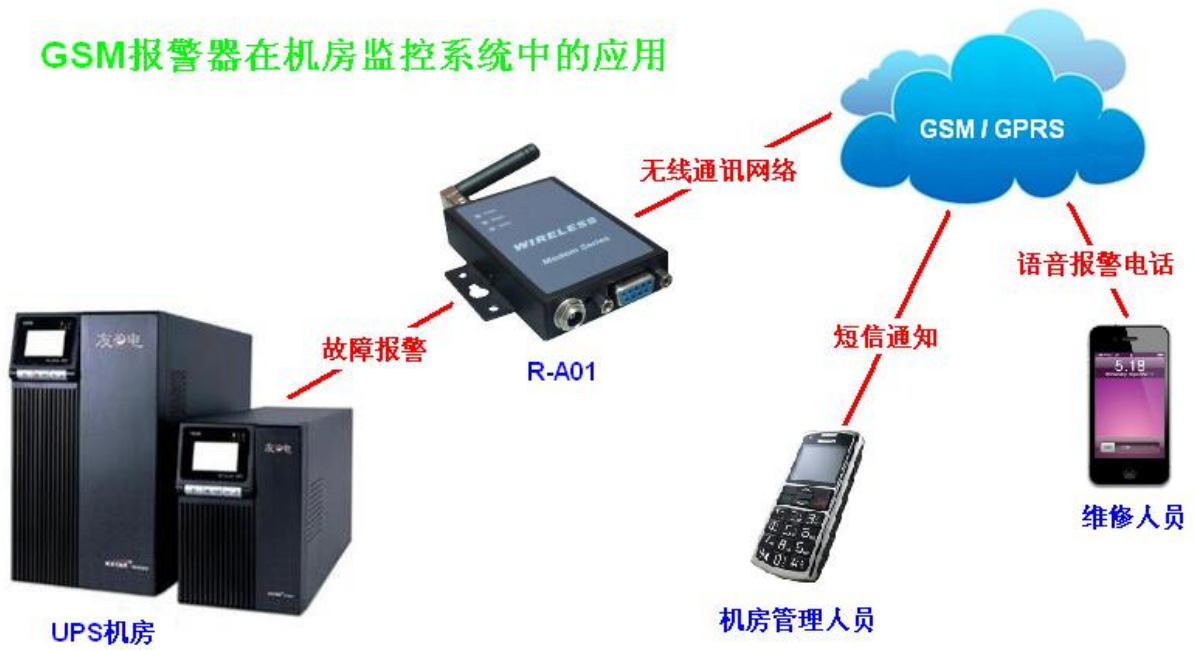 GSM报警器在机房监控系统中的应用
GSM / GPRS
无线通讯网络
WIRELESS
Modem Series
语音报警电话
故障报警
短信通知
R-A01
5.18
维修人员
机房管理人员
UPS机房